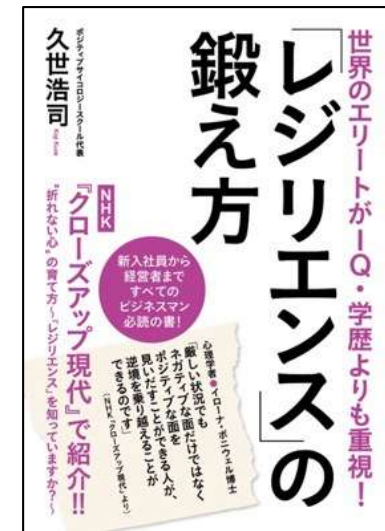 世界のエリートがIQ・学歴よりも重視!
「レジリエンス」の
鍛え方
ポジティブサイコロジースクール代表
久世浩司
Koji Kuze
NHK
『クローズアップ現代』で紹介!!
“折れない心”の育て方~『レジリエンス』を知っていますか?~
新入社員から
経営者まで
すべての
ビジネスマン
必読の書!
心理学者●イローナ・ボニウェル博士
「厳しい状況でも
ネガティブな面だけではなく
ポジティブな面を
見いだすことができる人が、
逆境を乗り越えることが
できるのです」
(NHK「クローズアップ現代」より)